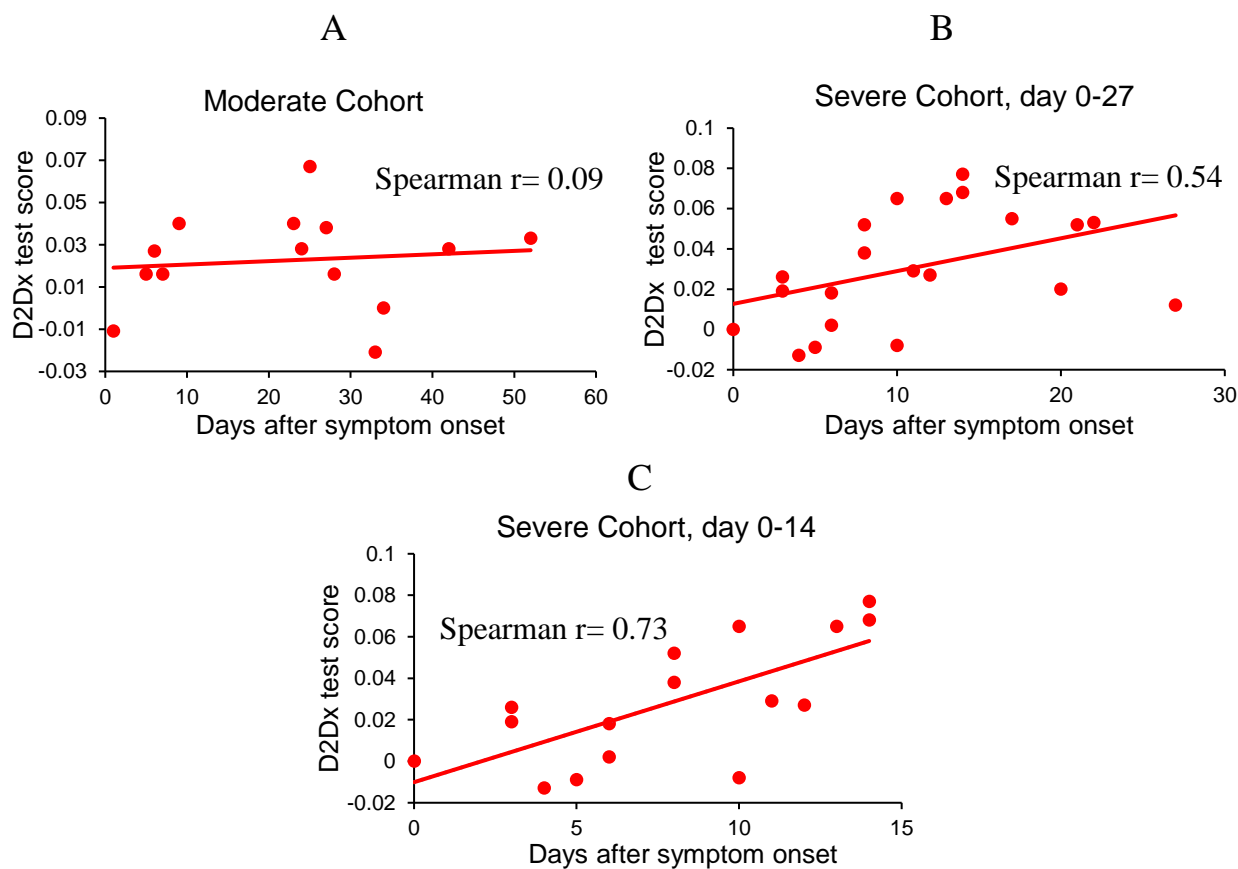 A
Moderate Cohort
D2Dx test score
0.09
0.07
0.05
0.03
0.01
-0.01
-0.03
Spearman r= 0.09
0 10 20 30 40 50 60
Days after symptom onset
B
Severe Cohort, day 0-27
D2Dx test score
0.1
0.08
0.06
0.04
0.02
0
-0.02
Spearman r= 0.54
0 10 20 30
Days after symptom onset
C
Severe Cohort, day 0-14
D2Dx test score
0.1
0.08
0.06
0.04
0.02
0
-0.02
Spearman r= 0.73
0 5 10 15
Days after symptom onset